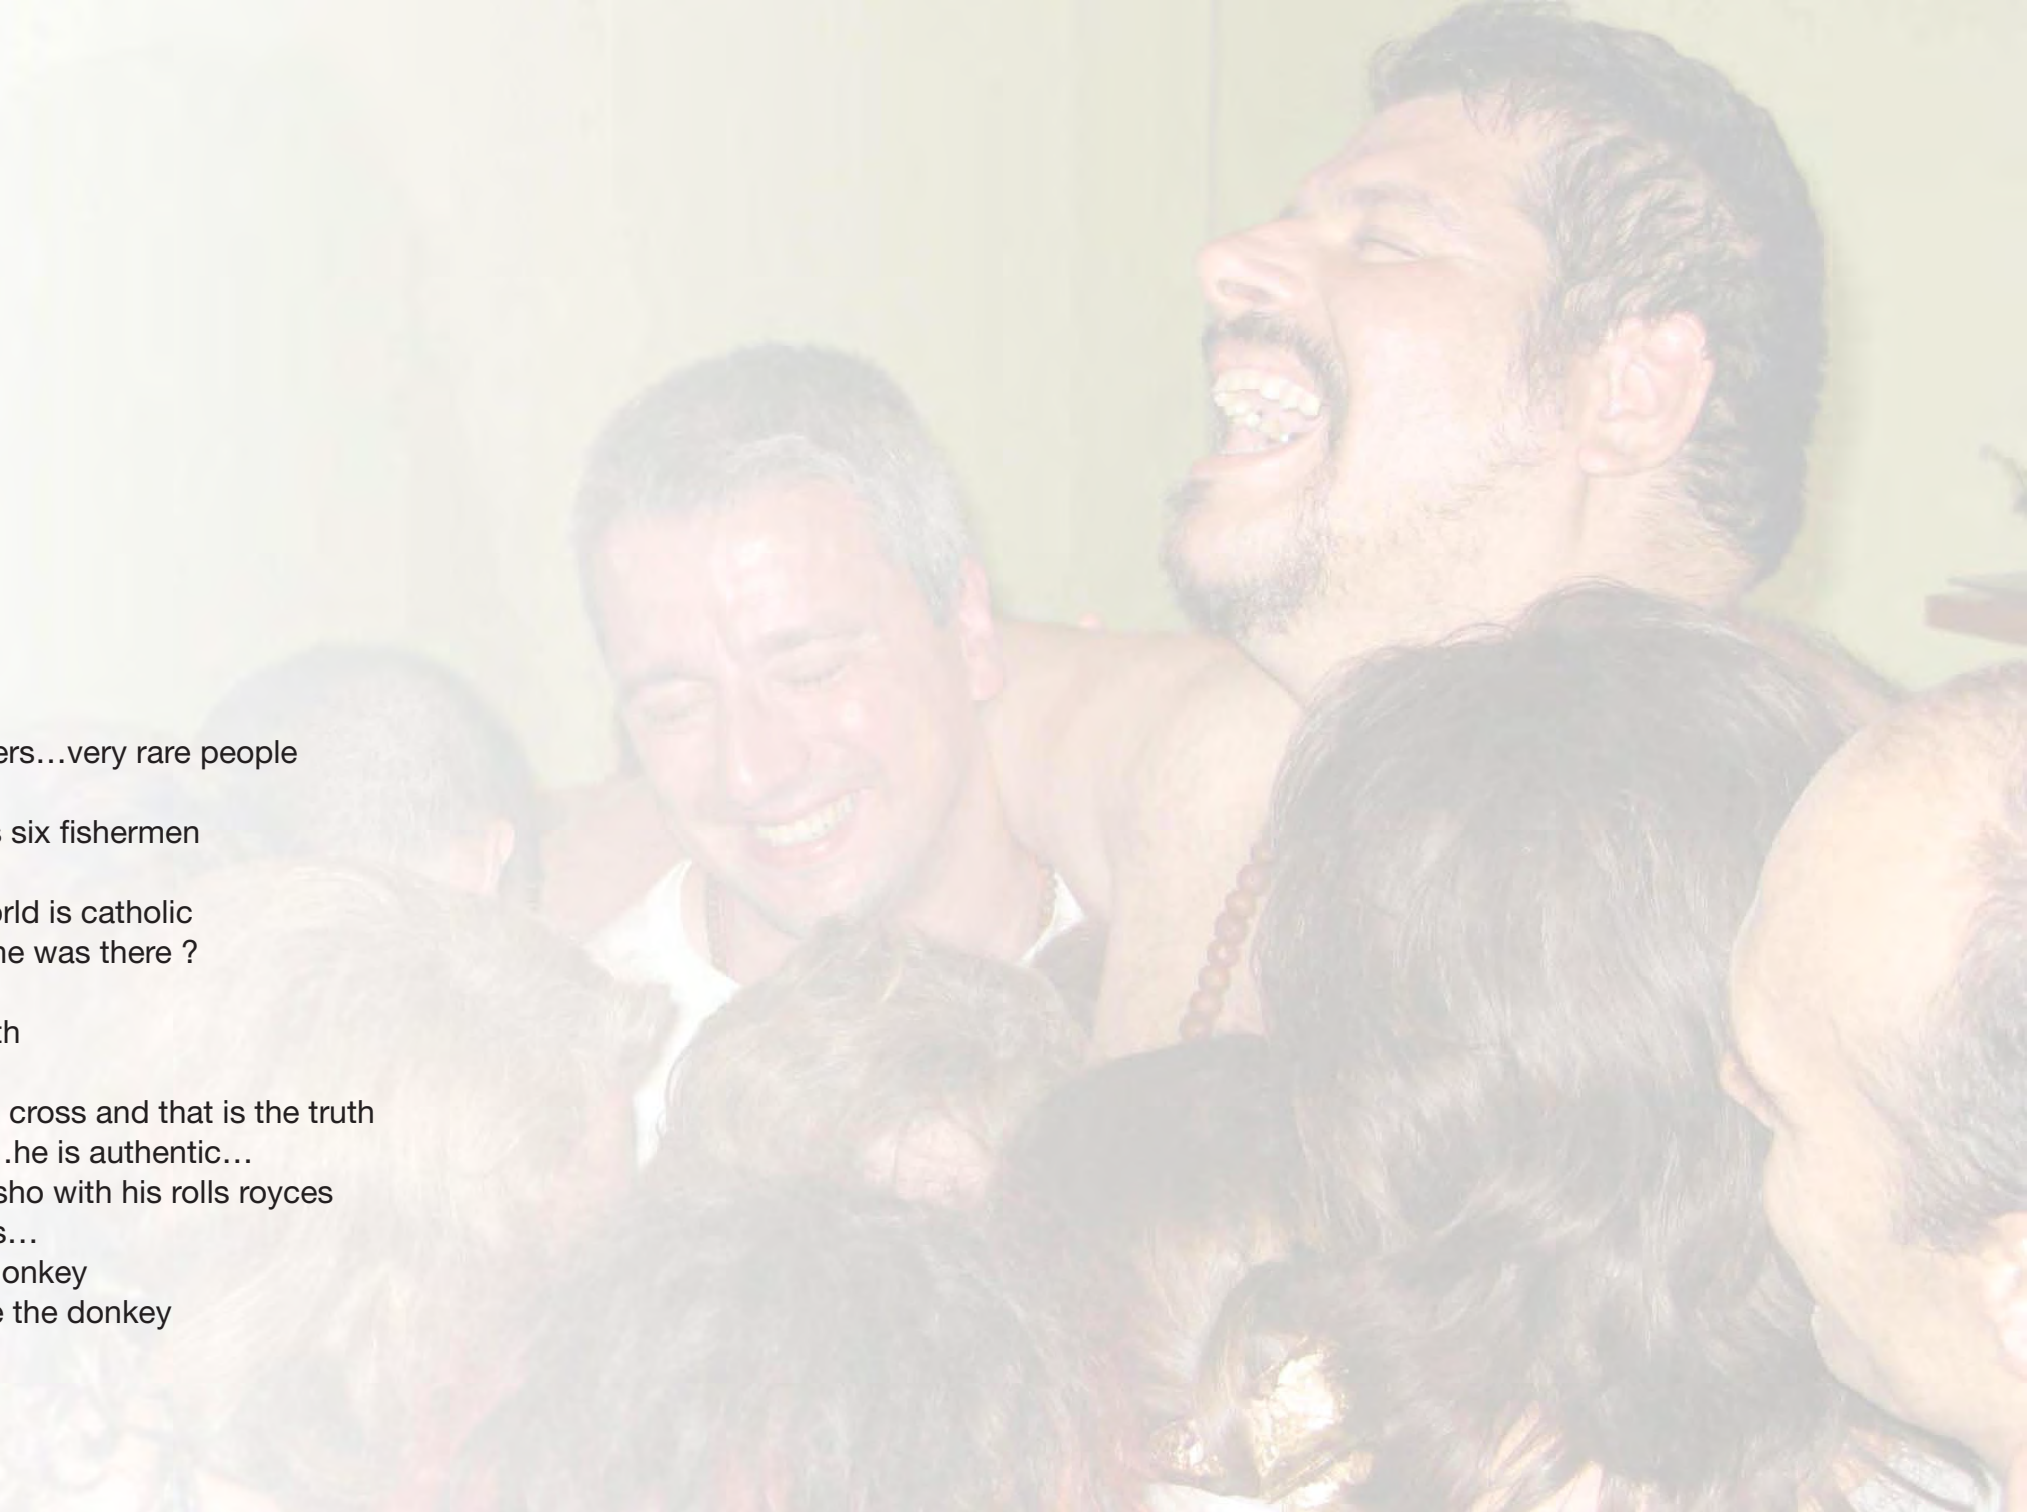 ers…very rare people
s six fishermen
orld is catholic
he was there ?
th
cross and that is the truth
.he is authentic…
sho with his rolls royces
s…
onkey
e the donkey